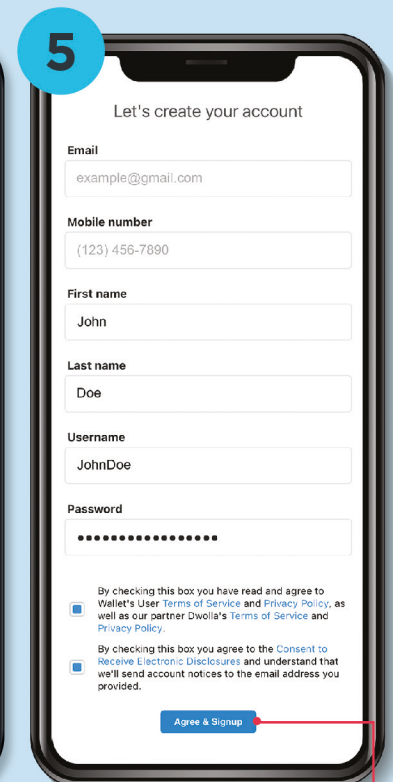 5
Let's create your account
Email
example@gmail.com
Mobile number
(123) 456-7890
First name
John
Last name
Doe
Username
JohnDoe
Password
•••••••••••••••••
By checking this box you have read and agree to
Wallet's User Terms of Service and Privacy Policy, as
well as our partner Dwolla's Terms of Service and
Privacy Policy.
By checking this box you agree to the Consent to
Receive Electronic Disclosures and understand that
we'll send account notices to the email address you
provided.
Agree & Signup